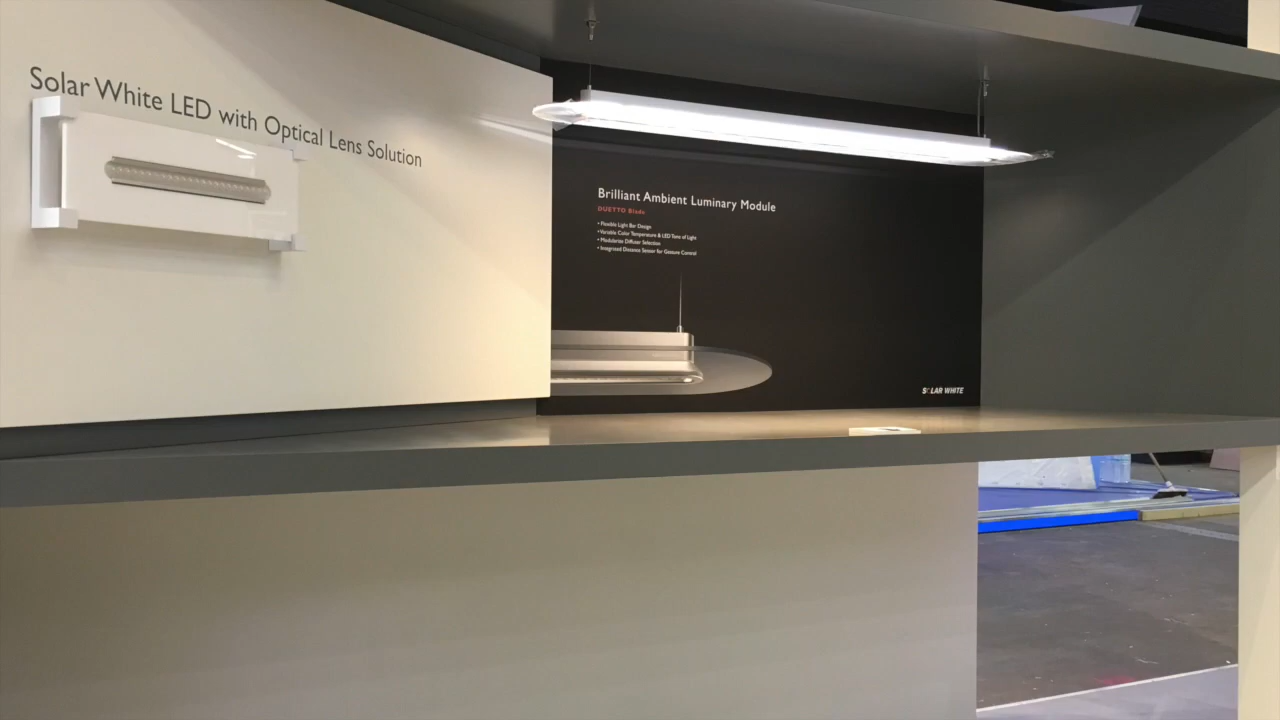 Solar White LED with Optical Lens Solution
Brilliant Ambient Luminary Module
DUETTO Blade
• Flexible Light Bar Design
• Variable Color Temperature & LED Tone of Light
• Modularize Diffuser Selection
• Integrated Distance Sensor for Gesture Control
SOLAR WHITE